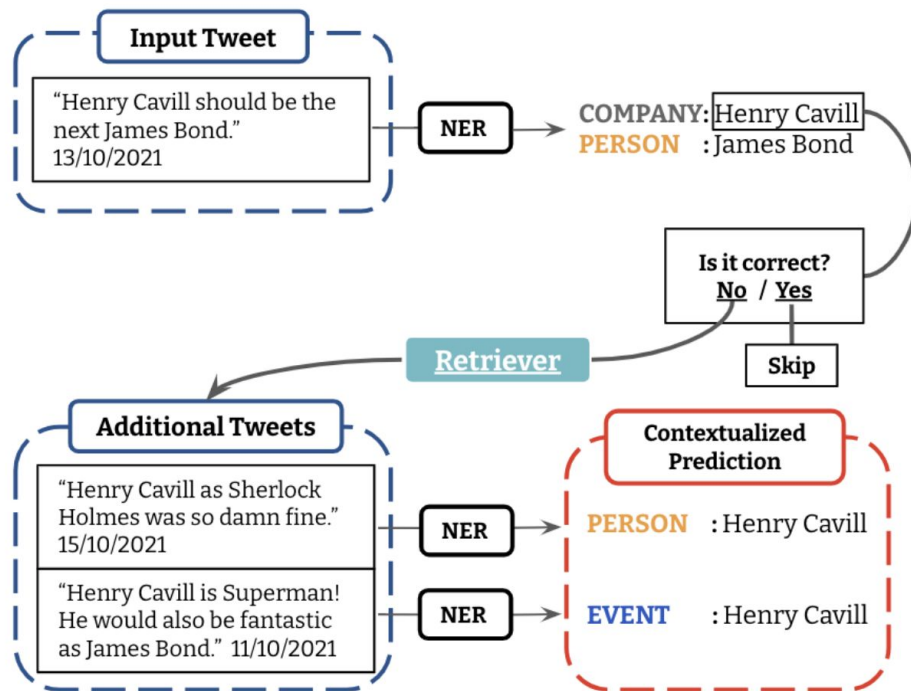 Input Tweet
“Henry Cavill should be the
next James Bond.”
13/10/2021
NER
COMPANY: Henry Cavill
PERSON : James Bond
Is it correct?
No / Yes
Skip
Retriever
Additional Tweets
“Henry Cavill as Sherlock
Holmes was so damn fine.”
15/10/2021
“Henry Cavill is Superman!
He would also be fantastic
as James Bond.” 11/10/2021
NER
NER
Contextualized
Prediction
PERSON : Henry Cavill
EVENT : Henry Cavill